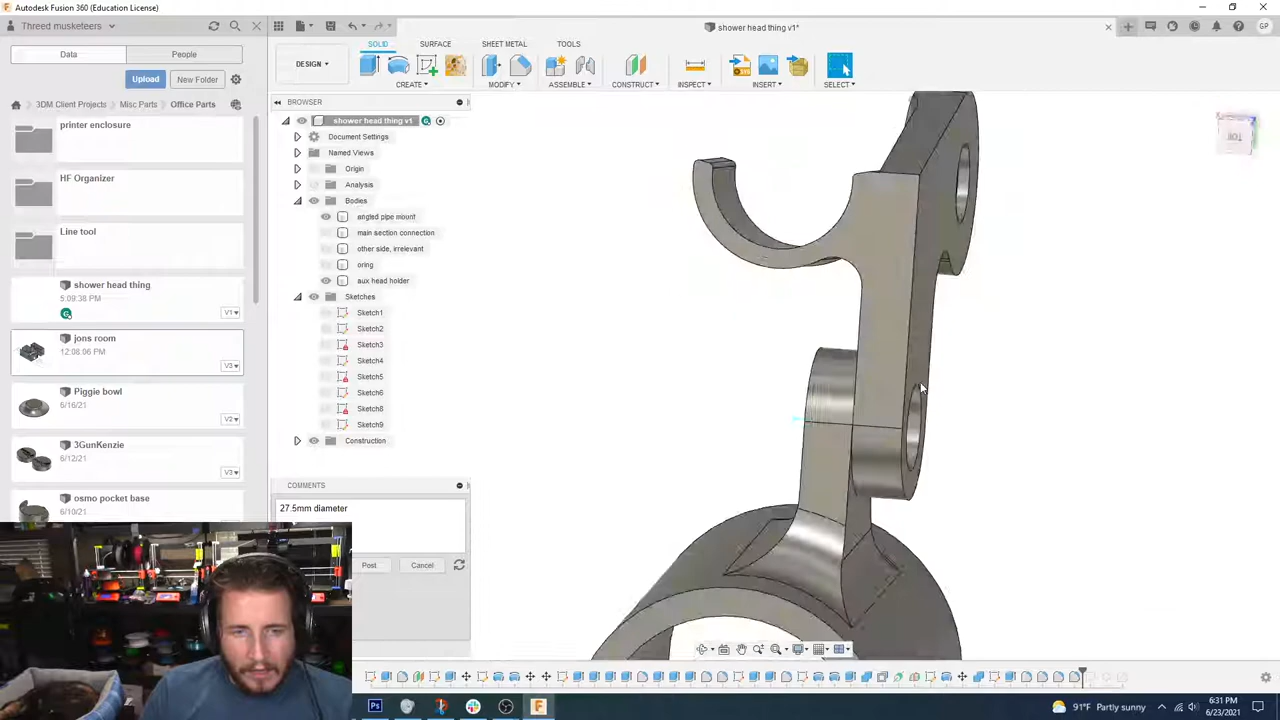 Autodesk Fusion 360 (Education License)
Threed musketeers
shower head thing v1*
GP
Data
People
Upload
New Folder
3DM Client Projects
Misc Parts
Office Parts
printer enclosure
HF Organizer
Line tool
shower head thing
5:09:38 PM
V1
jons room
12:08:06 PM
V3
Piggie bowl
6/16/21
V2
3GunKenzie
6/12/21
V3
osmo pocket base
6/10/21
DESIGN
SOLID
SURFACE
SHEET METAL
TOOLS
CREATE
MODIFY
ASSEMBLE
CONSTRUCT
INSPECT
INSERT
SELECT
BROWSER
shower head thing v1
Document Settings
Named Views
Origin
Analysis
Bodies
angled pipe mount
main section connection
other side, irrelevant
oring
aux head holder
Sketches
Sketch1
Sketch2
Sketch3
Sketch4
Sketch5
Sketch6
Sketch8
Sketch9
Construction
COMMENTS
27.5mm diameter
Post
Cancel
TOP
91°F Partly sunny
6:31 PM
6/23/2021